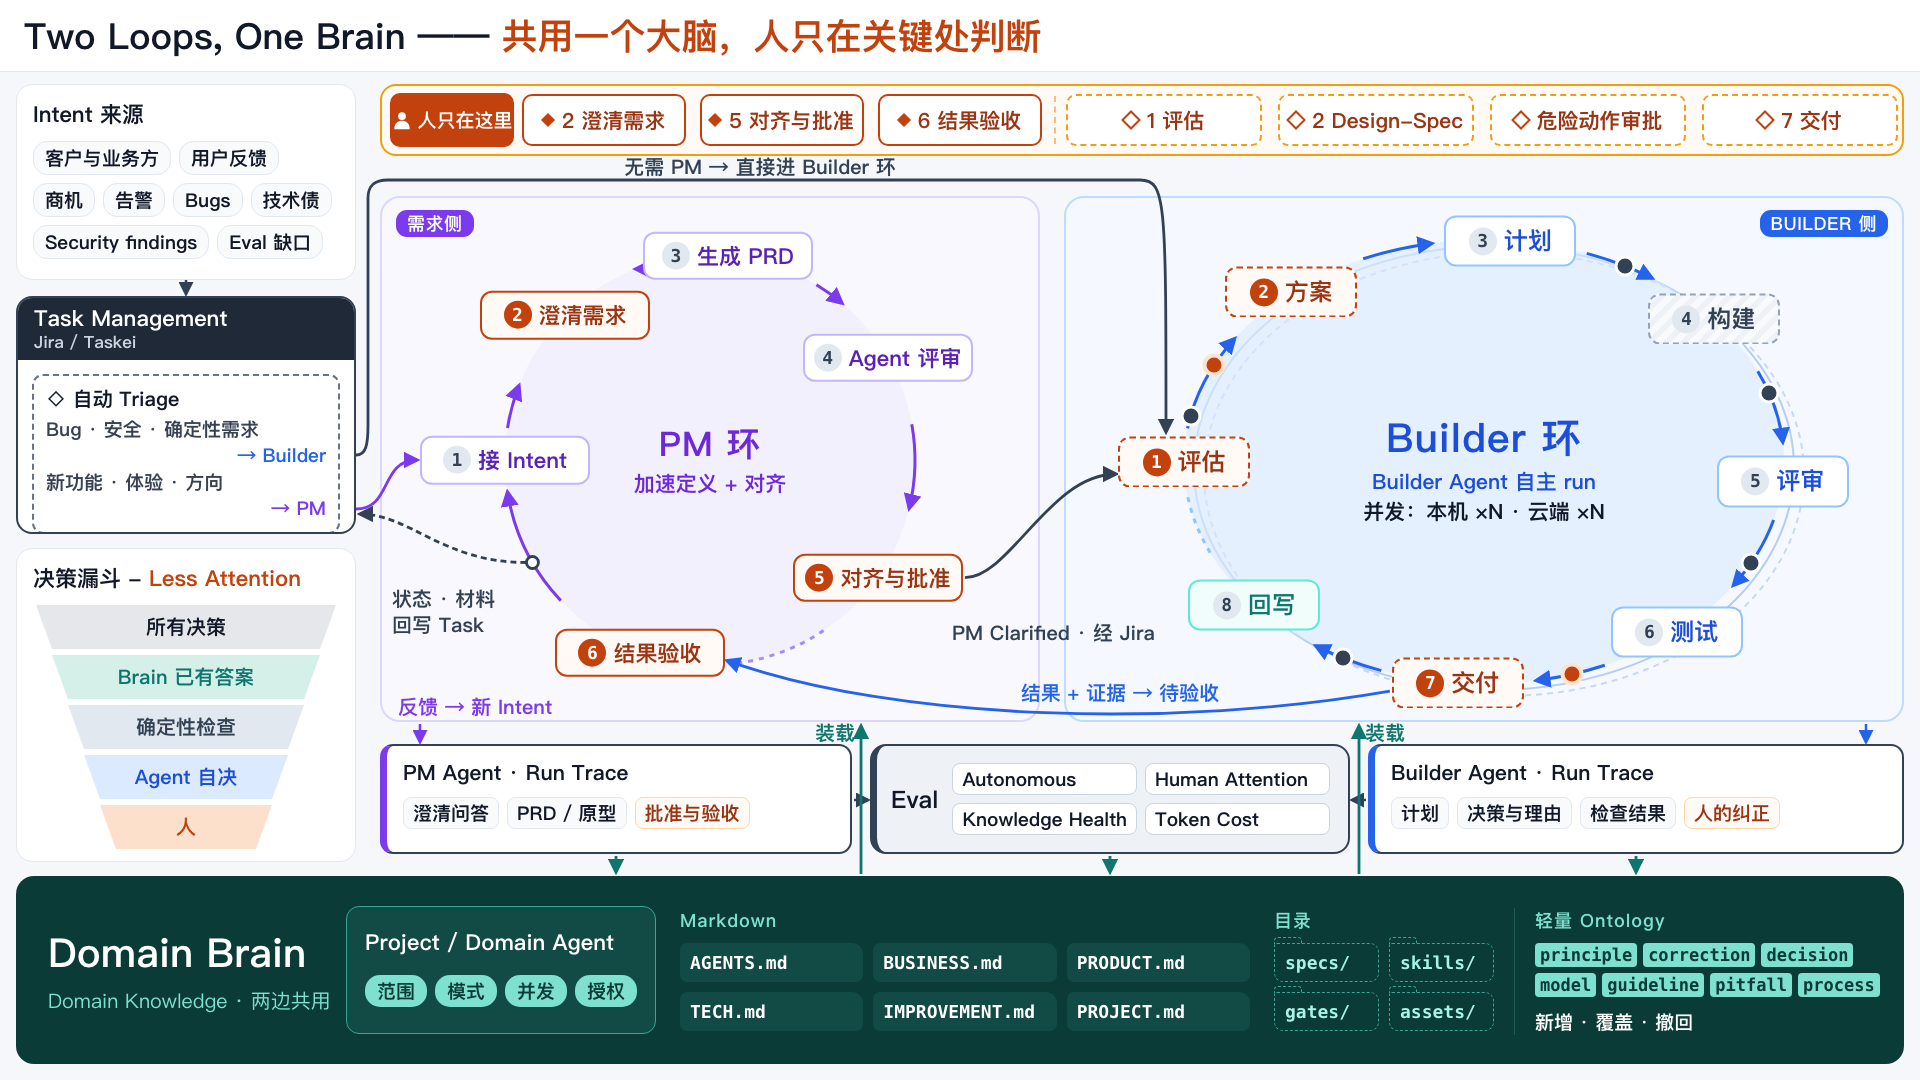 Two Loops, One Brain —— 共用一个大脑，人只在关键处判断
Intent 来源
客户与业务方
用户反馈
商机
告警
Bugs
技术债
Security findings
Eval 缺口
Task Management
Jira / Taskei
◇ 自动 Triage
Bug · 安全 · 确定性需求
→ Builder
新功能 · 体验 · 方向
→ PM
决策漏斗 – Less Attention
所有决策
Brain 已有答案
确定性检查
Agent 自决
人
人只在这里
◆ 2 澄清需求
◆ 5 对齐与批准
◆ 6 结果验收
◇ 1 评估
◇ 2 Design–Spec
◇ 危险动作审批
◇ 7 交付
无需 PM → 直接进 Builder 环
需求侧
3 生成 PRD
2 澄清需求
4 Agent 评审
1 接 Intent
PM 环
加速定义 + 对齐
5 对齐与批准
6 结果验收
状态 · 材料
回写 Task
反馈 → 新 Intent
PM Clarified · 经 Jira
结果 + 证据 → 待验收
BUILDER 侧
3 计划
2 方案
4 构建
1 评估
Builder 环
Builder Agent 自主 run
并发：本机 ×N · 云端 ×N
5 评审
8 回写
6 测试
7 交付
装载
装载
PM Agent · Run Trace
澄清问答
PRD / 原型
批准与验收
Eval
Autonomous
Human Attention
Knowledge Health
Token Cost
Builder Agent · Run Trace
计划
决策与理由
检查结果
人的纠正
Domain Brain
Domain Knowledge · 两边共用
Project / Domain Agent
范围
模式
并发
授权
Markdown
AGENTS.md
BUSINESS.md
PRODUCT.md
TECH.md
IMPROVEMENT.md
PROJECT.md
目录
specs/
skills/
gates/
assets/
轻量 Ontology
principle
correction
decision
model
guideline
pitfall
process
新增 · 覆盖 · 撤回